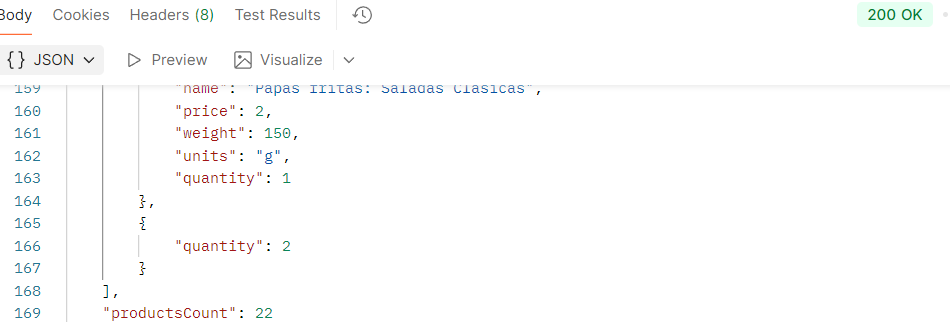 Body Cookies Headers (8) Test Results 200 OK
{} JSON Preview Visualize
159 "name": "Papas fritas: Saladas Clasicas",
160 "price": 2,
161 "weight": 150,
162 "units": "g",
163 "quantity": 1
164 },
165 {
166 "quantity": 2
167 }
168 ],
169 "productsCount": 22